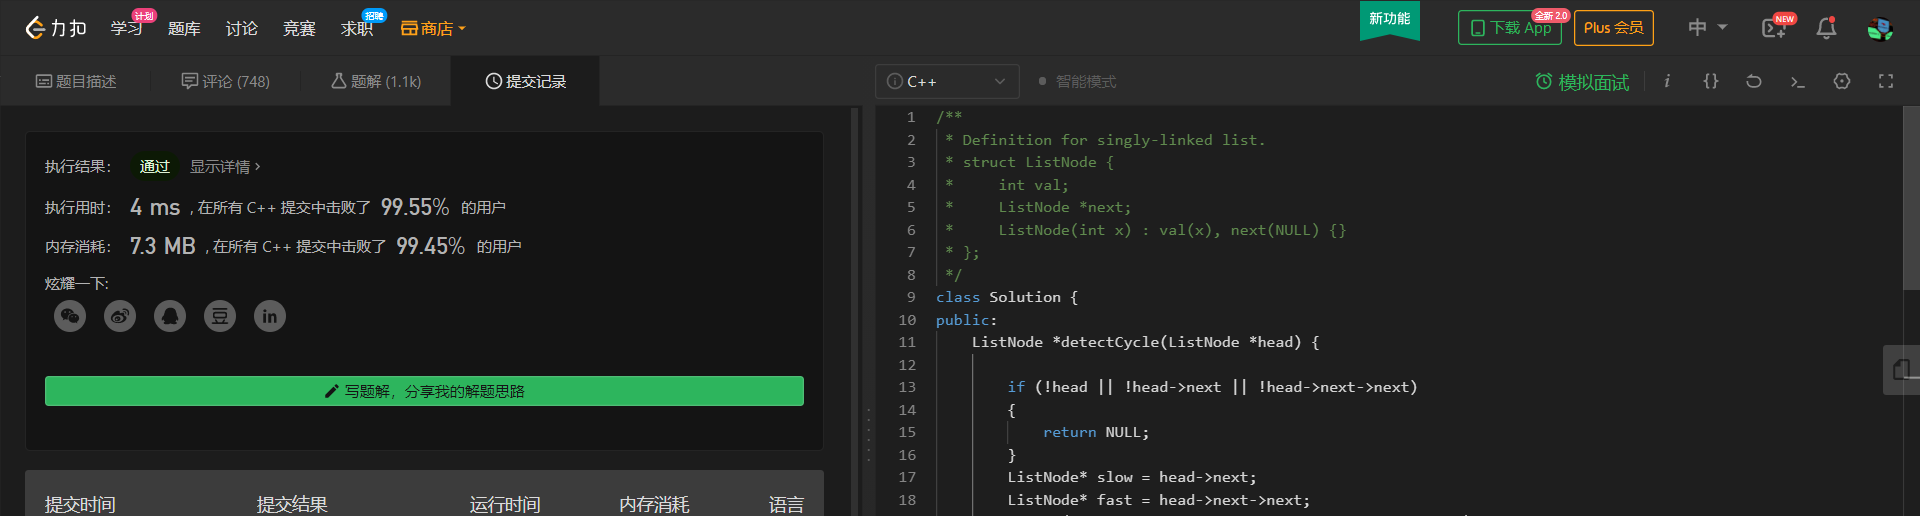 力扣 学习 计划 题库 讨论 竞赛 求职 招聘 商店 新功能 下载 App 全新 2.0 Plus 会员 中 NEW
题目描述 评论 (748) 题解 (1.1k) 提交记录
C++ 智能模式 模拟面试
执行结果： 通过 显示详情 >
执行用时： 4 ms , 在所有 C++ 提交中击败了 99.55% 的用户
内存消耗： 7.3 MB , 在所有 C++ 提交中击败了 99.45% 的用户
炫耀一下:
豆 in
写题解，分享我的解题思路
提交时间 提交结果 运行时间 内存消耗 语言
1 /**
2  * Definition for singly-linked list.
3  * struct ListNode {
4  *     int val;
5  *     ListNode *next;
6  *     ListNode(int x) : val(x), next(NULL) {}
7  * };
8  */
9 class Solution {
10 public:
11     ListNode *detectCycle(ListNode *head) {
12
13         if (!head || !head->next || !head->next->next)
14         {
15             return NULL;
16         }
17         ListNode* slow = head->next;
18         ListNode* fast = head->next->next;